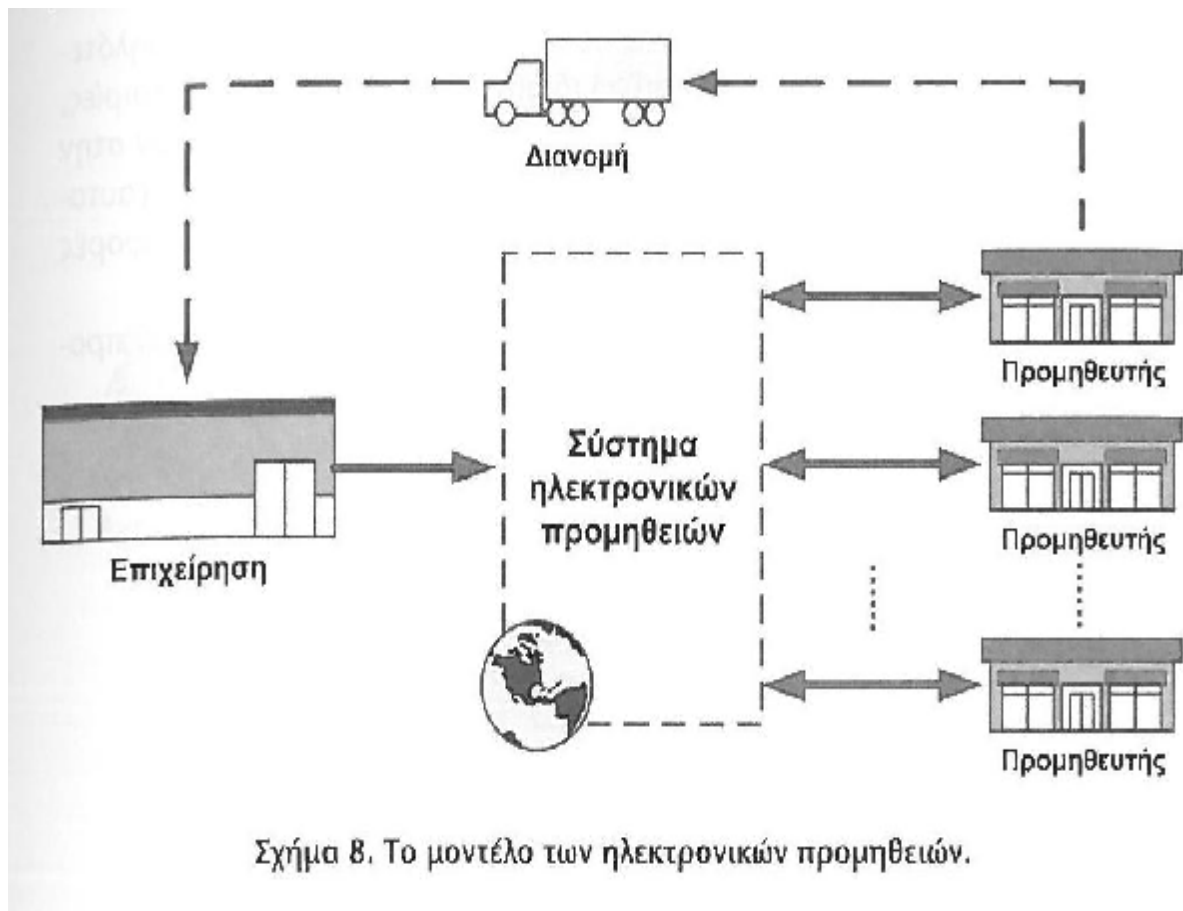 Διανομή
Προμηθευτής
Σύστημα
ηλεκτρονικών
προμηθειών
Προμηθευτής
Επιχείρηση
Προμηθευτής
Σχήμα 8. Το μοντέλο των ηλεκτρονικών προμηθειών.